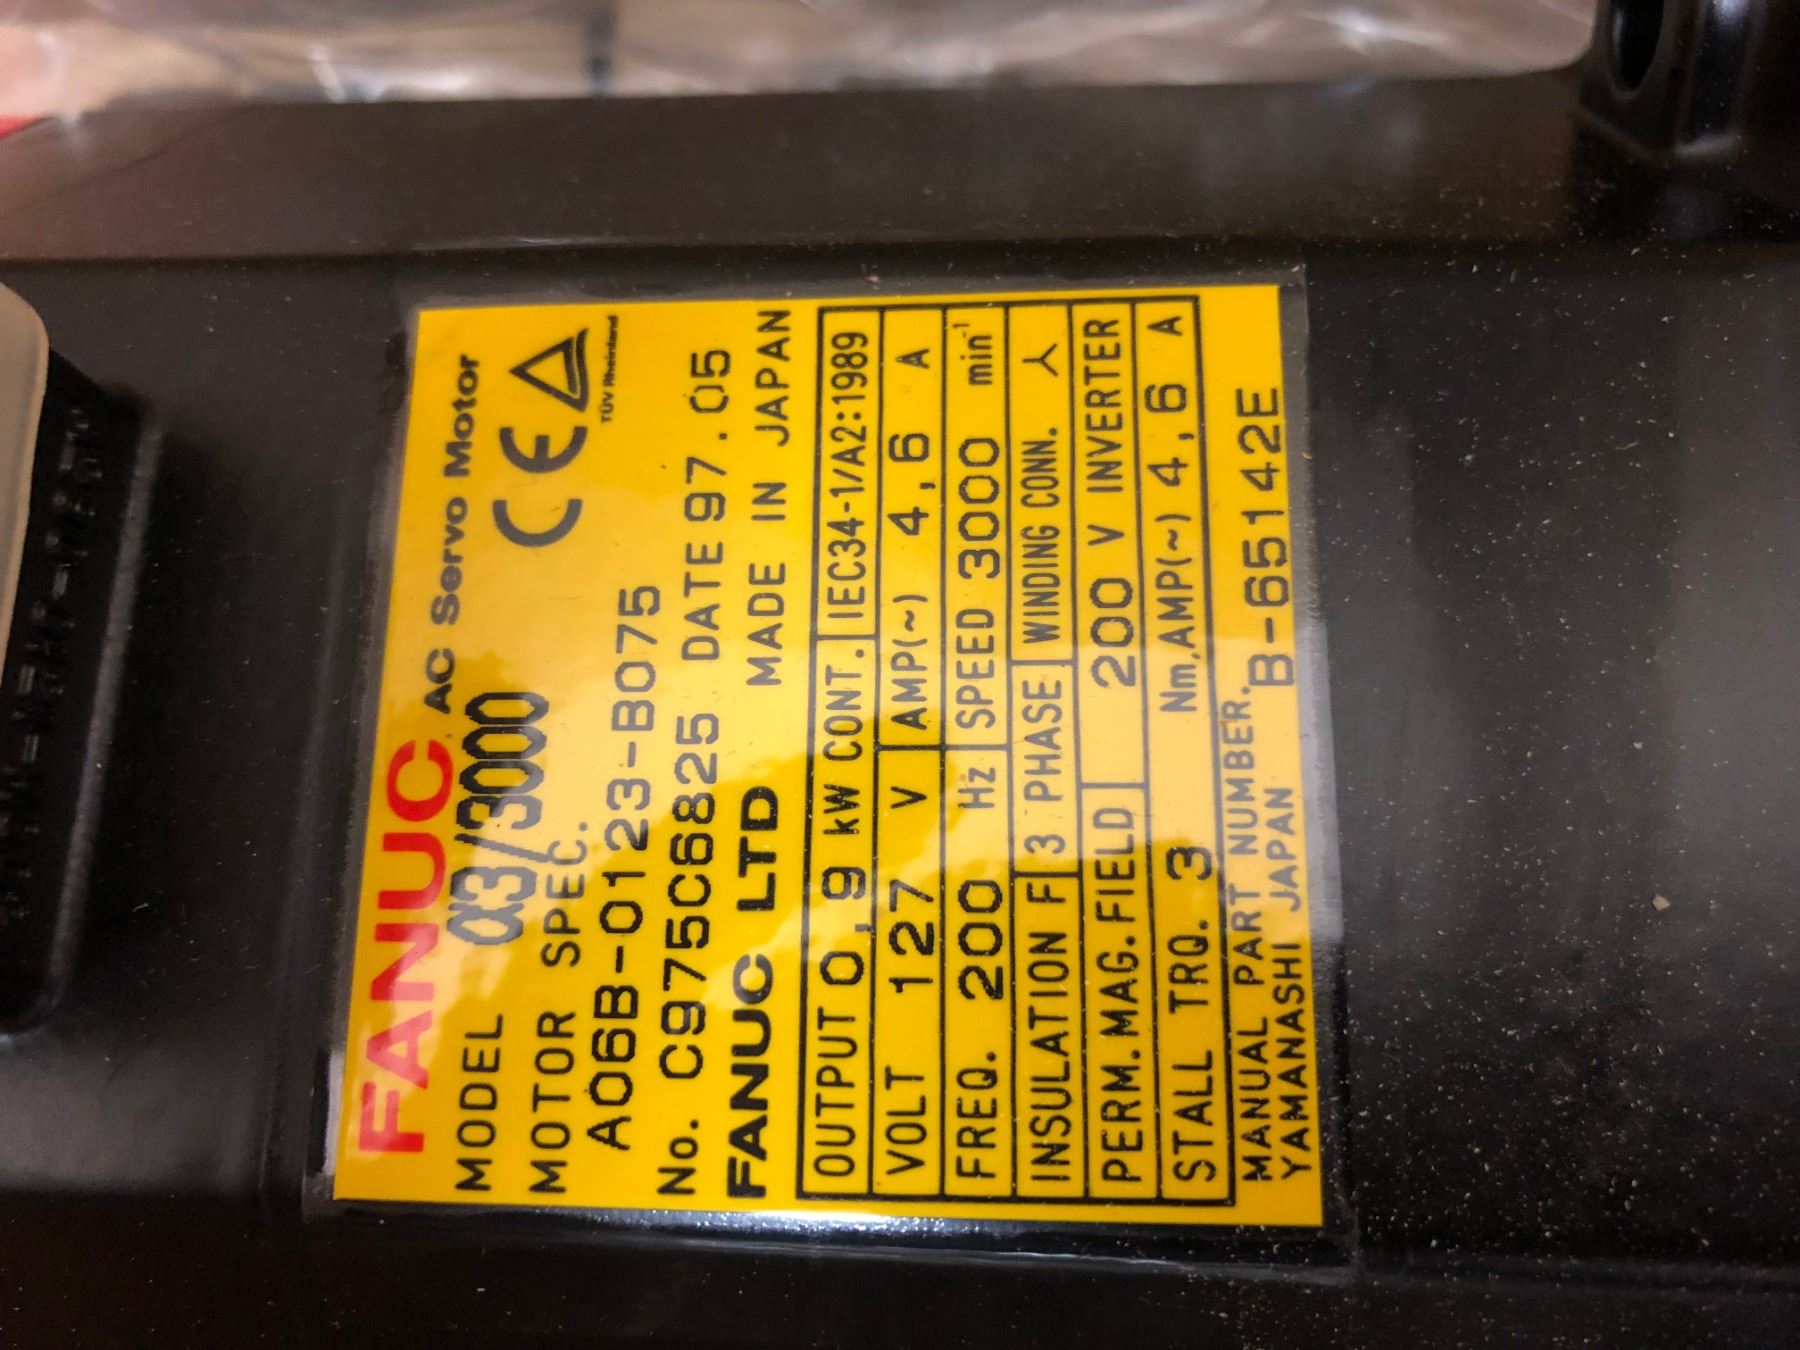 FANUC AC Servo Motor
MODEL α3/3000
MOTOR SPEC.
A06B-0123-B075
CE
TÜV Rheinland
No. C975C6825 DATE 97.05
FANUC LTD MADE IN JAPAN
OUTPUT 0,9 kW CONT. IEC34-1/A2:1989
VOLT 127 V AMP(~) 4,6 A
FREQ. 200 Hz SPEED 3000 min⁻¹
INSULATION F 3 PHASE WINDING CONN. 人
PERM.MAG.FIELD 200 V INVERTER
STALL TRQ. 3 Nm,AMP(~) 4,6 A
MANUAL PART NUMBER. B-65142E
YAMANASHI JAPAN